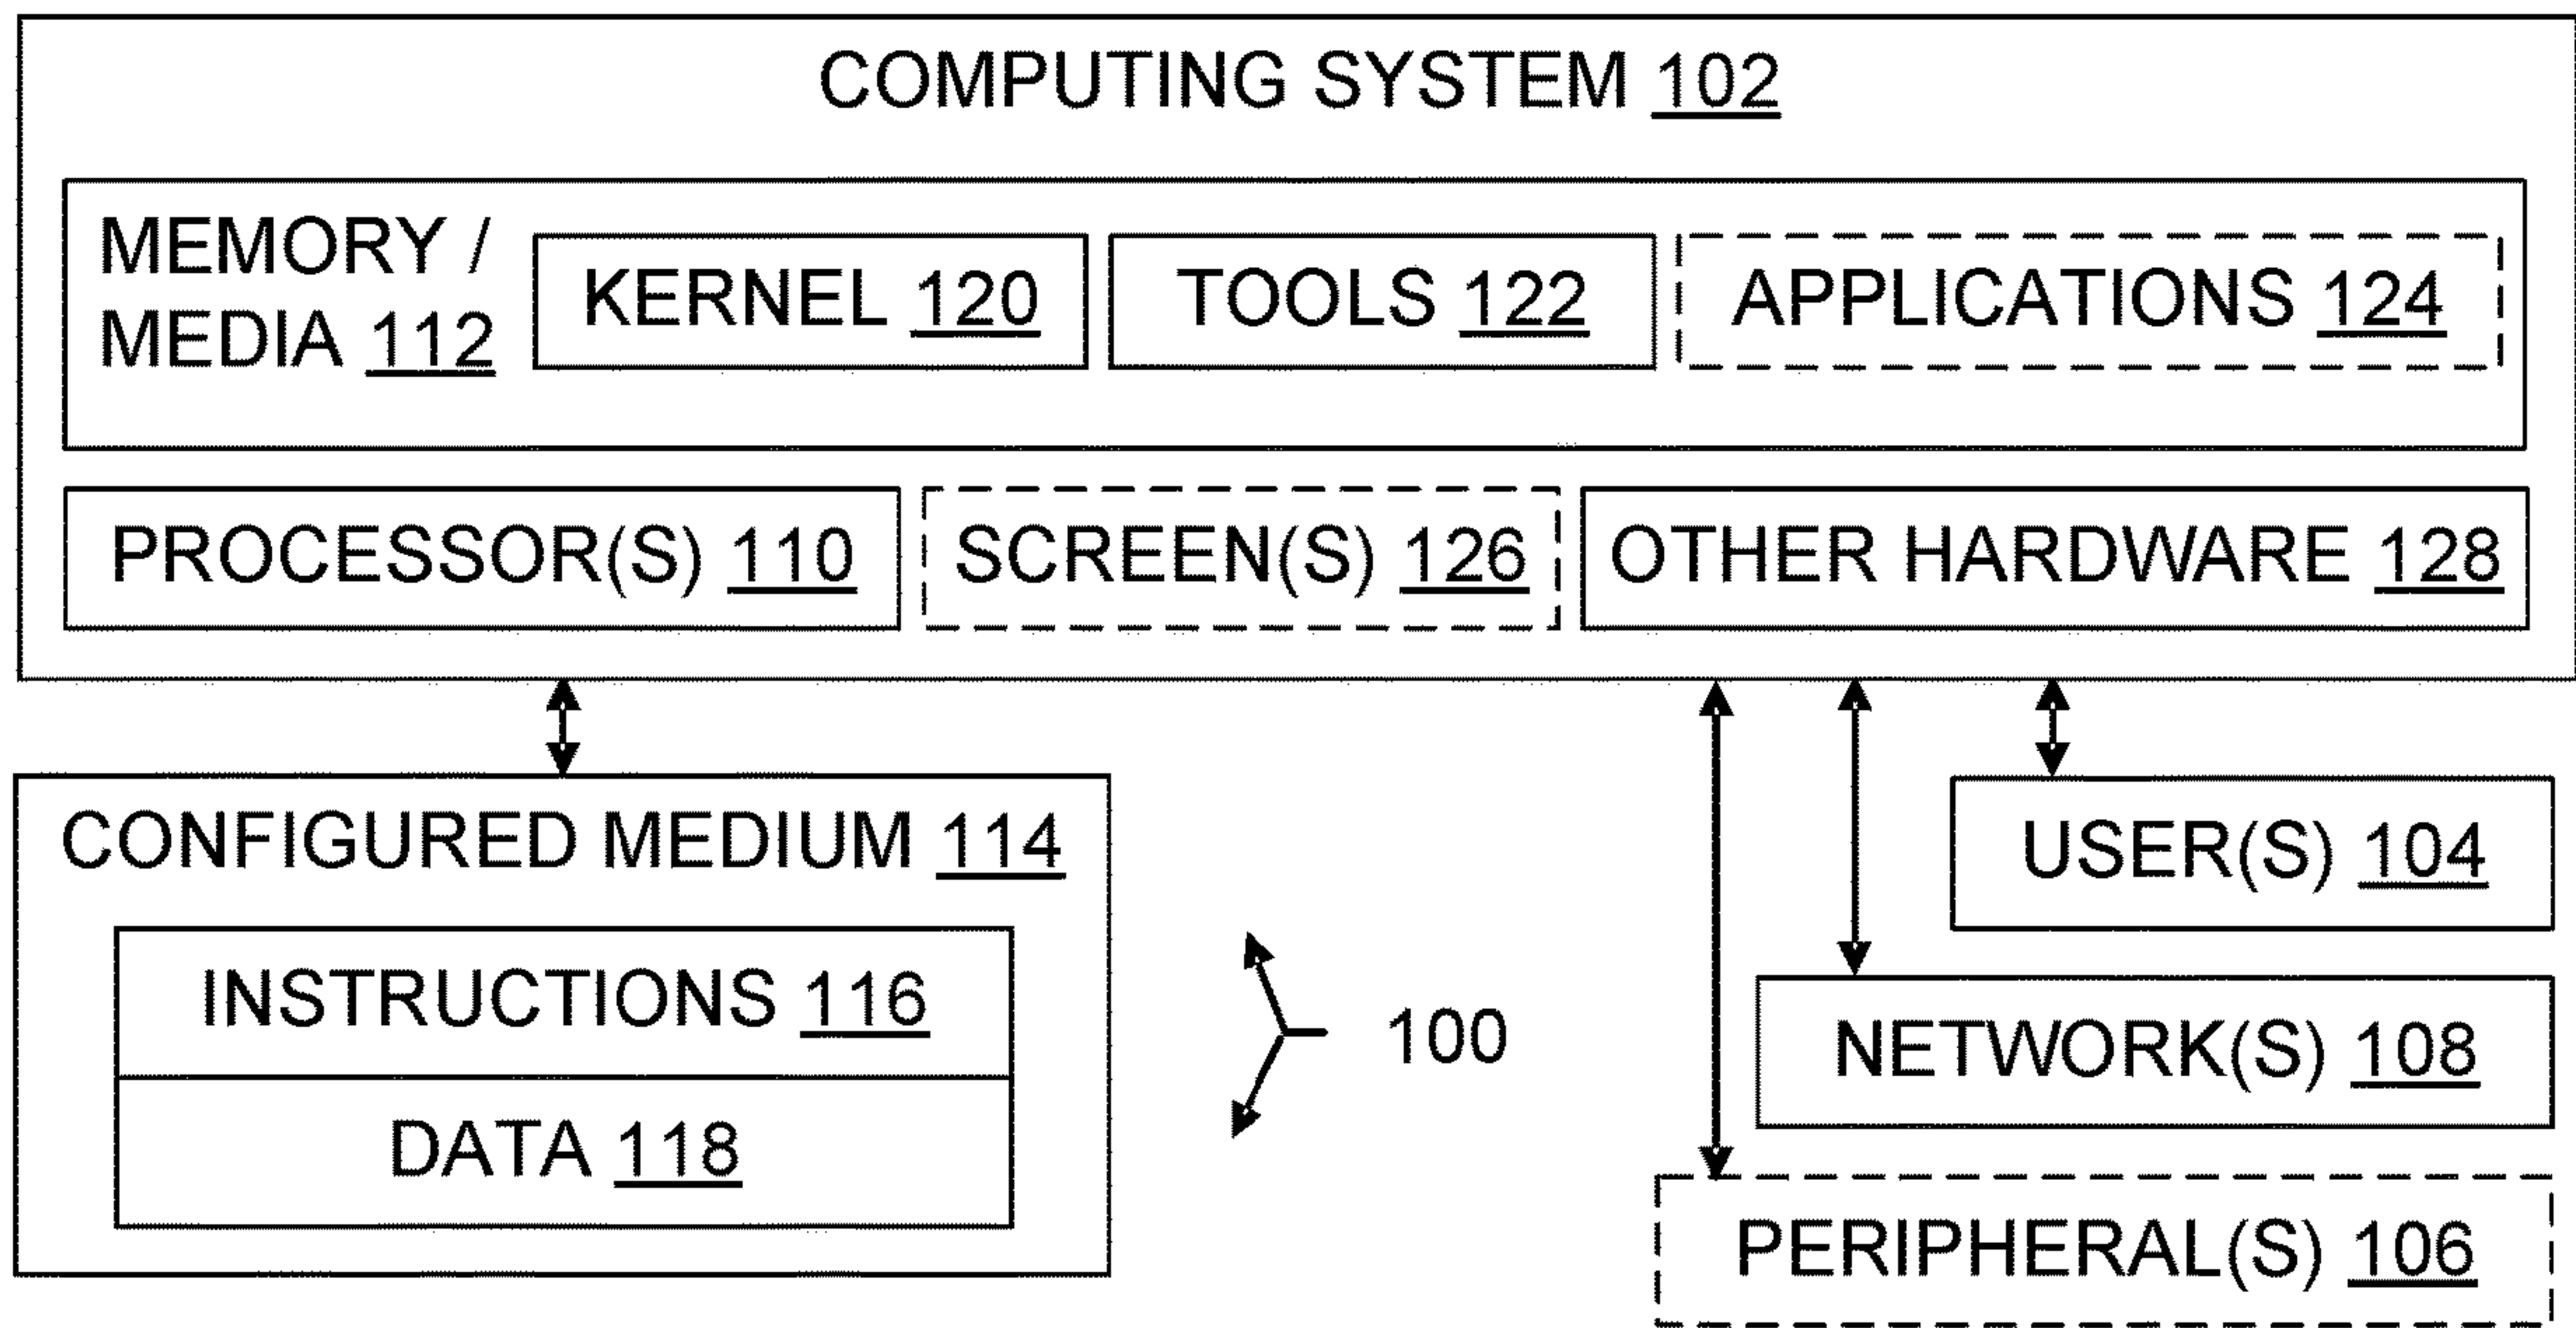 COMPUTING SYSTEM 102
MEMORY /
MEDIA 112
KERNEL 120
TOOLS 122
APPLICATIONS 124
PROCESSOR(S) 110
SCREEN(S) 126
OTHER HARDWARE 128
CONFIGURED MEDIUM 114
INSTRUCTIONS 116
DATA 118
100
USER(S) 104
NETWORK(S) 108
PERIPHERAL(S) 106